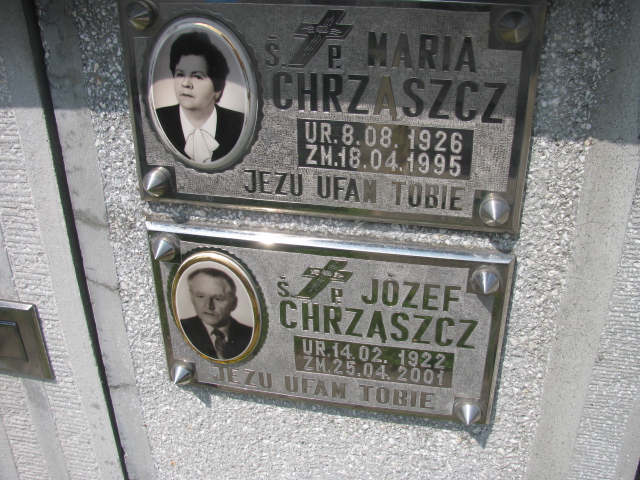 Ś. P. MARIA
CHRZĄSZCZ
UR.8.08.1926
ZM.18.04.1995
JEZU UFAM TOBIE
Ś. P. JÓZEF
CHRZĄSZCZ
UR.14.02.1922
ZM.25.04.2001
JEZU UFAM TOBIE